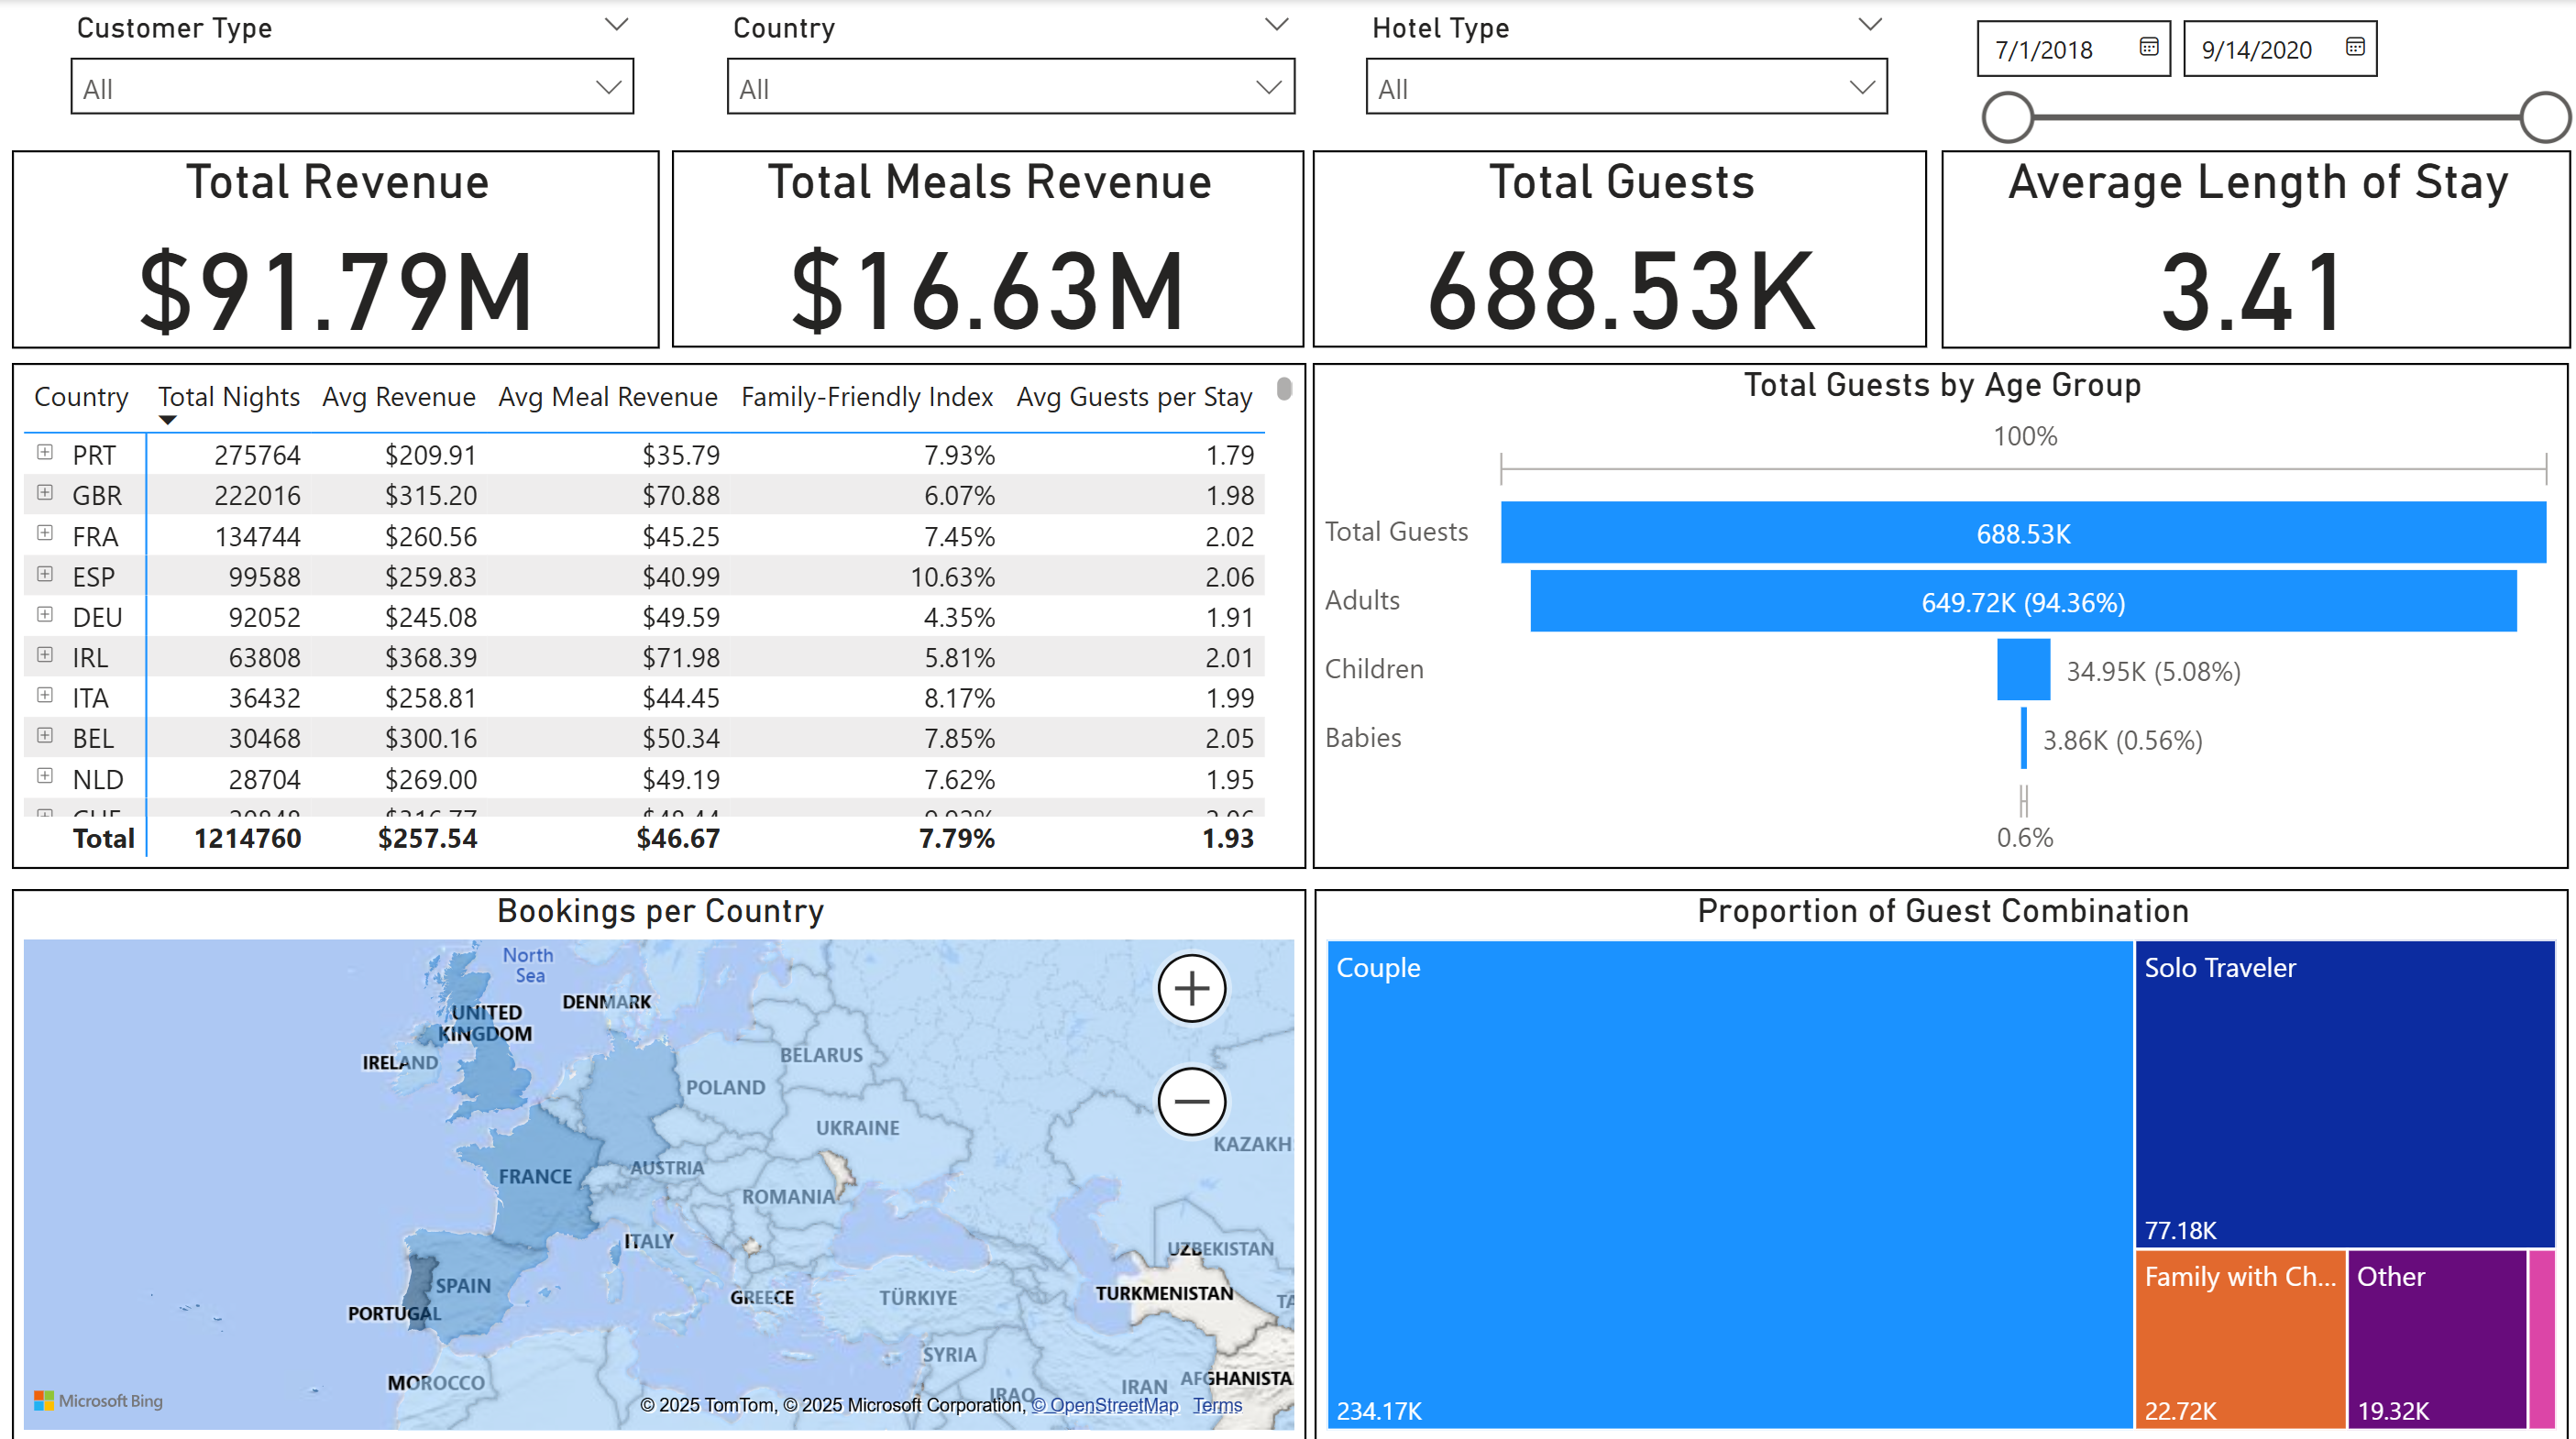 Customer Type
Country
Hotel Type
7/1/2018
9/14/2020
All
All
All
Total Revenue
$91.79M
Total Meals Revenue
$16.63M
Total Guests
688.53K
Average Length of Stay
3.41
Country Total Nights Avg Revenue Avg Meal Revenue Family-Friendly Index Avg Guests per Stay
PRT 275764 $209.91 $35.79 7.93% 1.79
GBR 222016 $315.20 $70.88 6.07% 1.98
FRA 134744 $260.56 $45.25 7.45% 2.02
ESP 99588 $259.83 $40.99 10.63% 2.06
DEU 92052 $245.08 $49.59 4.35% 1.91
IRL 63808 $368.39 $71.98 5.81% 2.01
ITA 36432 $258.81 $44.45 8.17% 1.99
BEL 30468 $300.16 $50.34 7.85% 2.05
NLD 28704 $269.00 $49.19 7.62% 1.95
Total 1214760 $257.54 $46.67 7.79% 1.93
Total Guests by Age Group
100%
Total Guests 688.53K
Adults 649.72K (94.36%)
Children 34.95K (5.08%)
Babies 3.86K (0.56%)
0.6%
Bookings per Country
North
Sea
DENMARK
UNITED
KINGDOM
IRELAND
BELARUS
POLAND
UKRAINE
KAZAKH
FRANCE
AUSTRIA
ROMANIA
ITALY
UZBEKISTAN
SPAIN
PORTUGAL
GREECE
TÜRKIYE
TURKMENISTAN
TA
SYRIA
MOROCCO
IRAQ
IRAN
AFGHANISTA
Microsoft Bing
© 2025 TomTom, © 2025 Microsoft Corporation, © OpenStreetMap Terms
Proportion of Guest Combination
Couple
234.17K
Solo Traveler
77.18K
Family with Ch...
22.72K
Other
19.32K